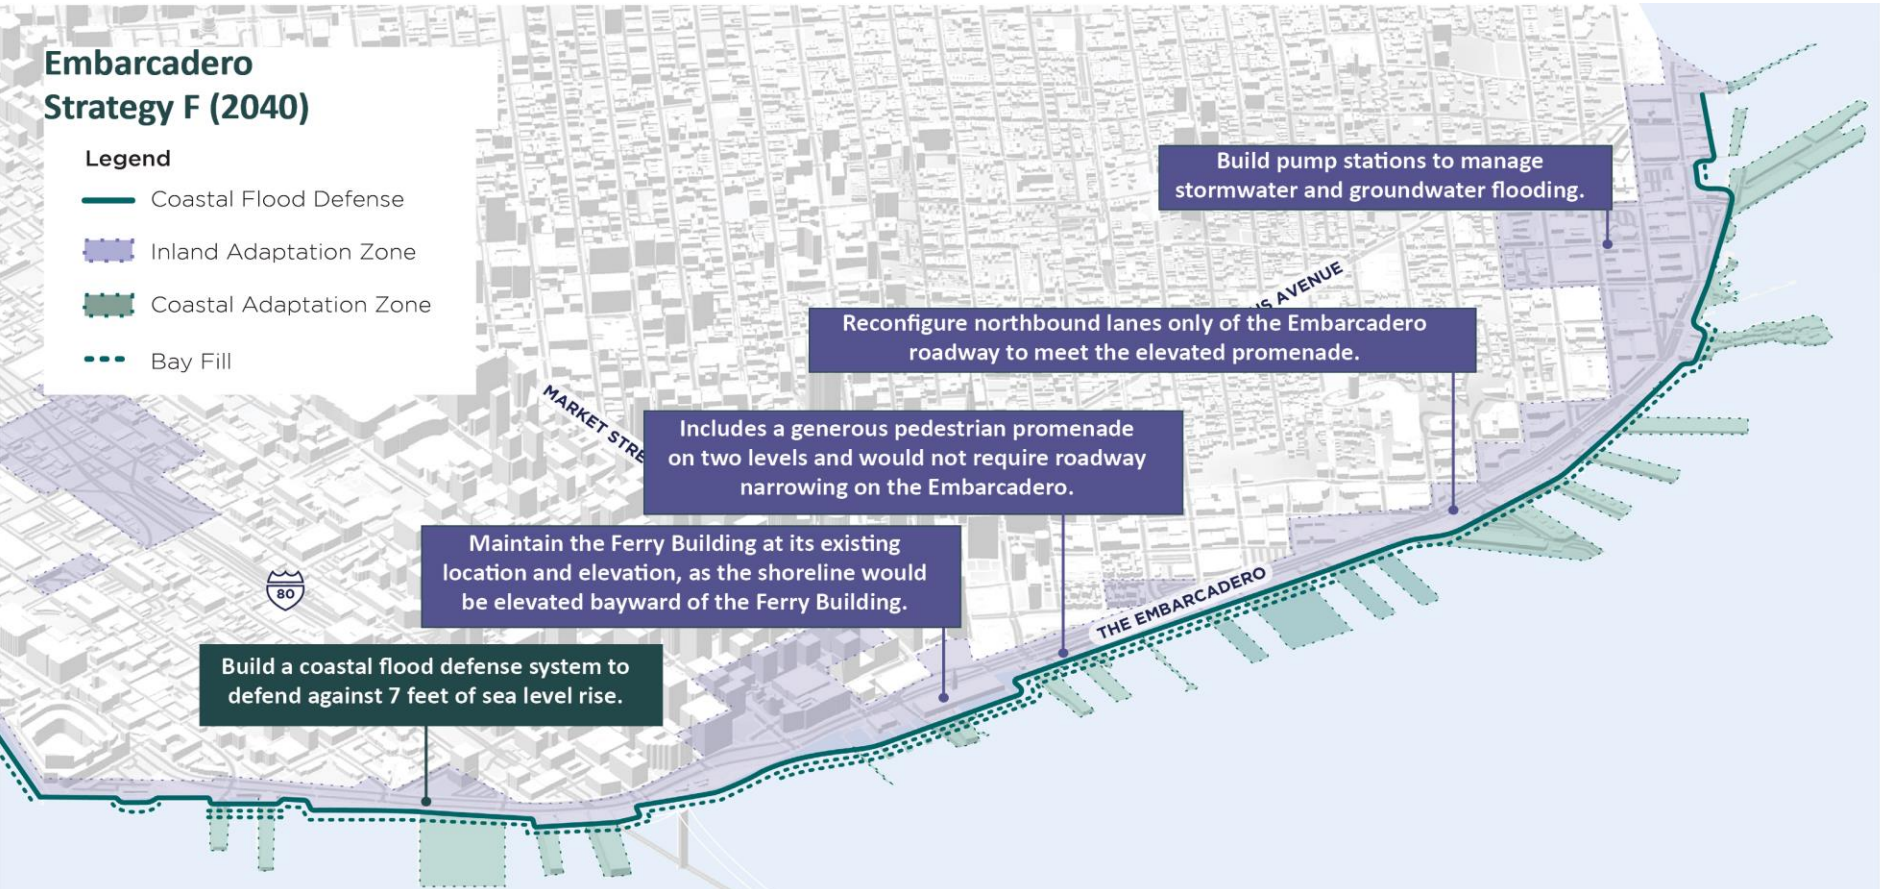 Embarcadero
Strategy F (2040)
Legend
Coastal Flood Defense
Inland Adaptation Zone
Coastal Adaptation Zone
Bay Fill
Build pump stations to manage
stormwater and groundwater flooding.
AVENUE
Reconfigure northbound lanes only of the Embarcadero
roadway to meet the elevated promenade.
MARKET STRE
Includes a generous pedestrian promenade
on two levels and would not require roadway
narrowing on the Embarcadero.
Maintain the Ferry Building at its existing
location and elevation, as the shoreline would
be elevated bayward of the Ferry Building.
80
THE EMBARCADERO
Build a coastal flood defense system to
defend against 7 feet of sea level rise.